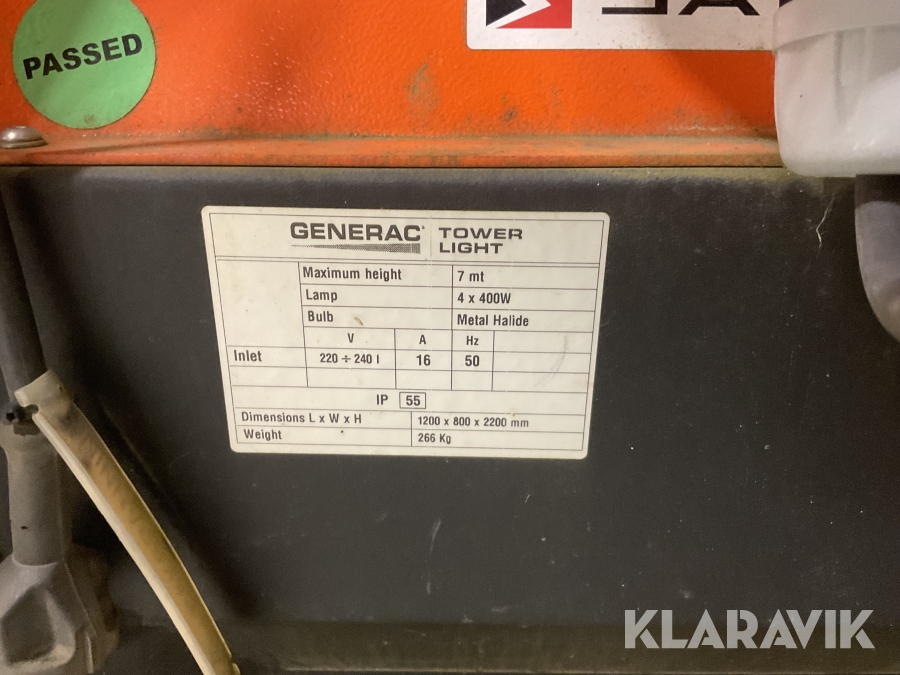 PASSED
GENERAC TOWER LIGHT
Maximum height 7 mt
Lamp 4 x 400W
Bulb Metal Halide
V A Hz
Inlet 220 ÷ 240 I 16 50
IP 55
Dimensions L x W x H 1200 x 800 x 2200 mm
Weight 266 Kg
KLARAVIK